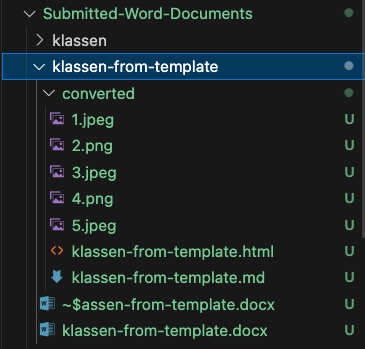 Submitted-Word-Documents
klassen
klassen-from-template
converted
1.jpeg U
2.png U
3.jpeg U
4.png U
5.jpeg U
klassen-from-template.html U
klassen-from-template.md U
~$assen-from-template.docx U
klassen-from-template.docx U